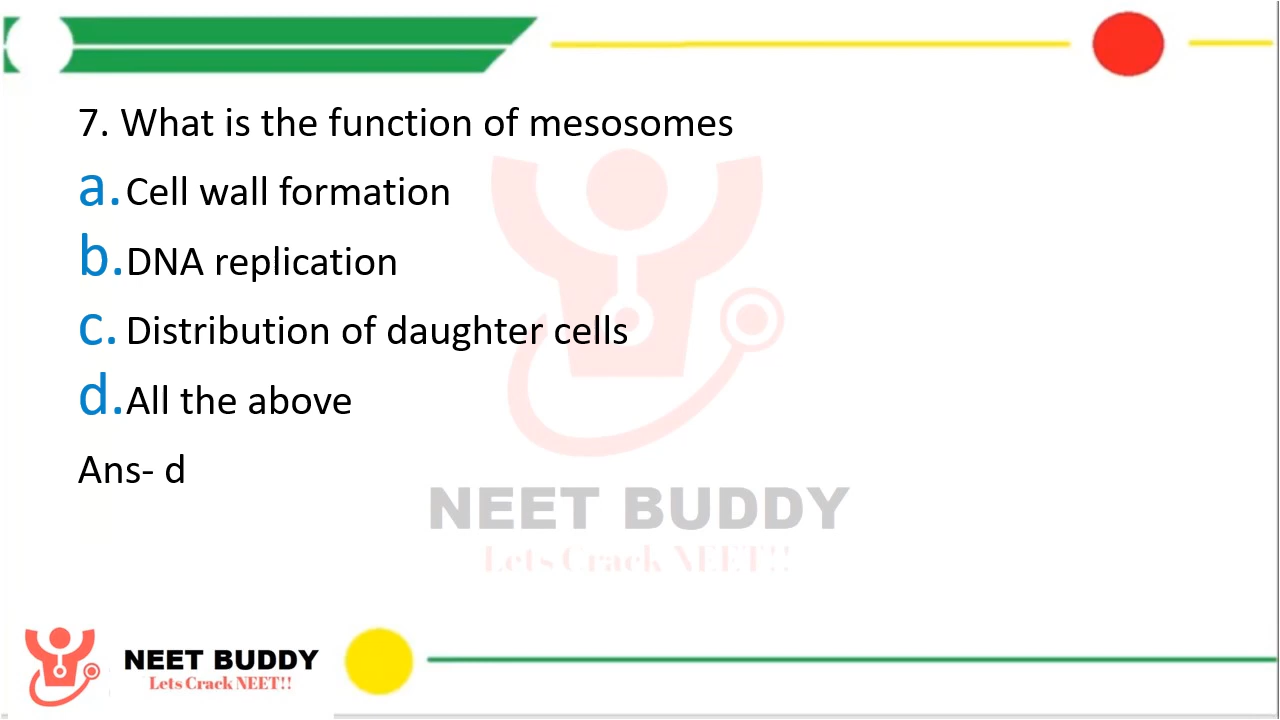 7. What is the function of mesosomes
a. Cell wall formation
b. DNA replication
c. Distribution of daughter cells
d. All the above
Ans- d
NEET BUDDY
Lets Crack NEET!!
NEET BUDDY
Lets Crack NEET!!